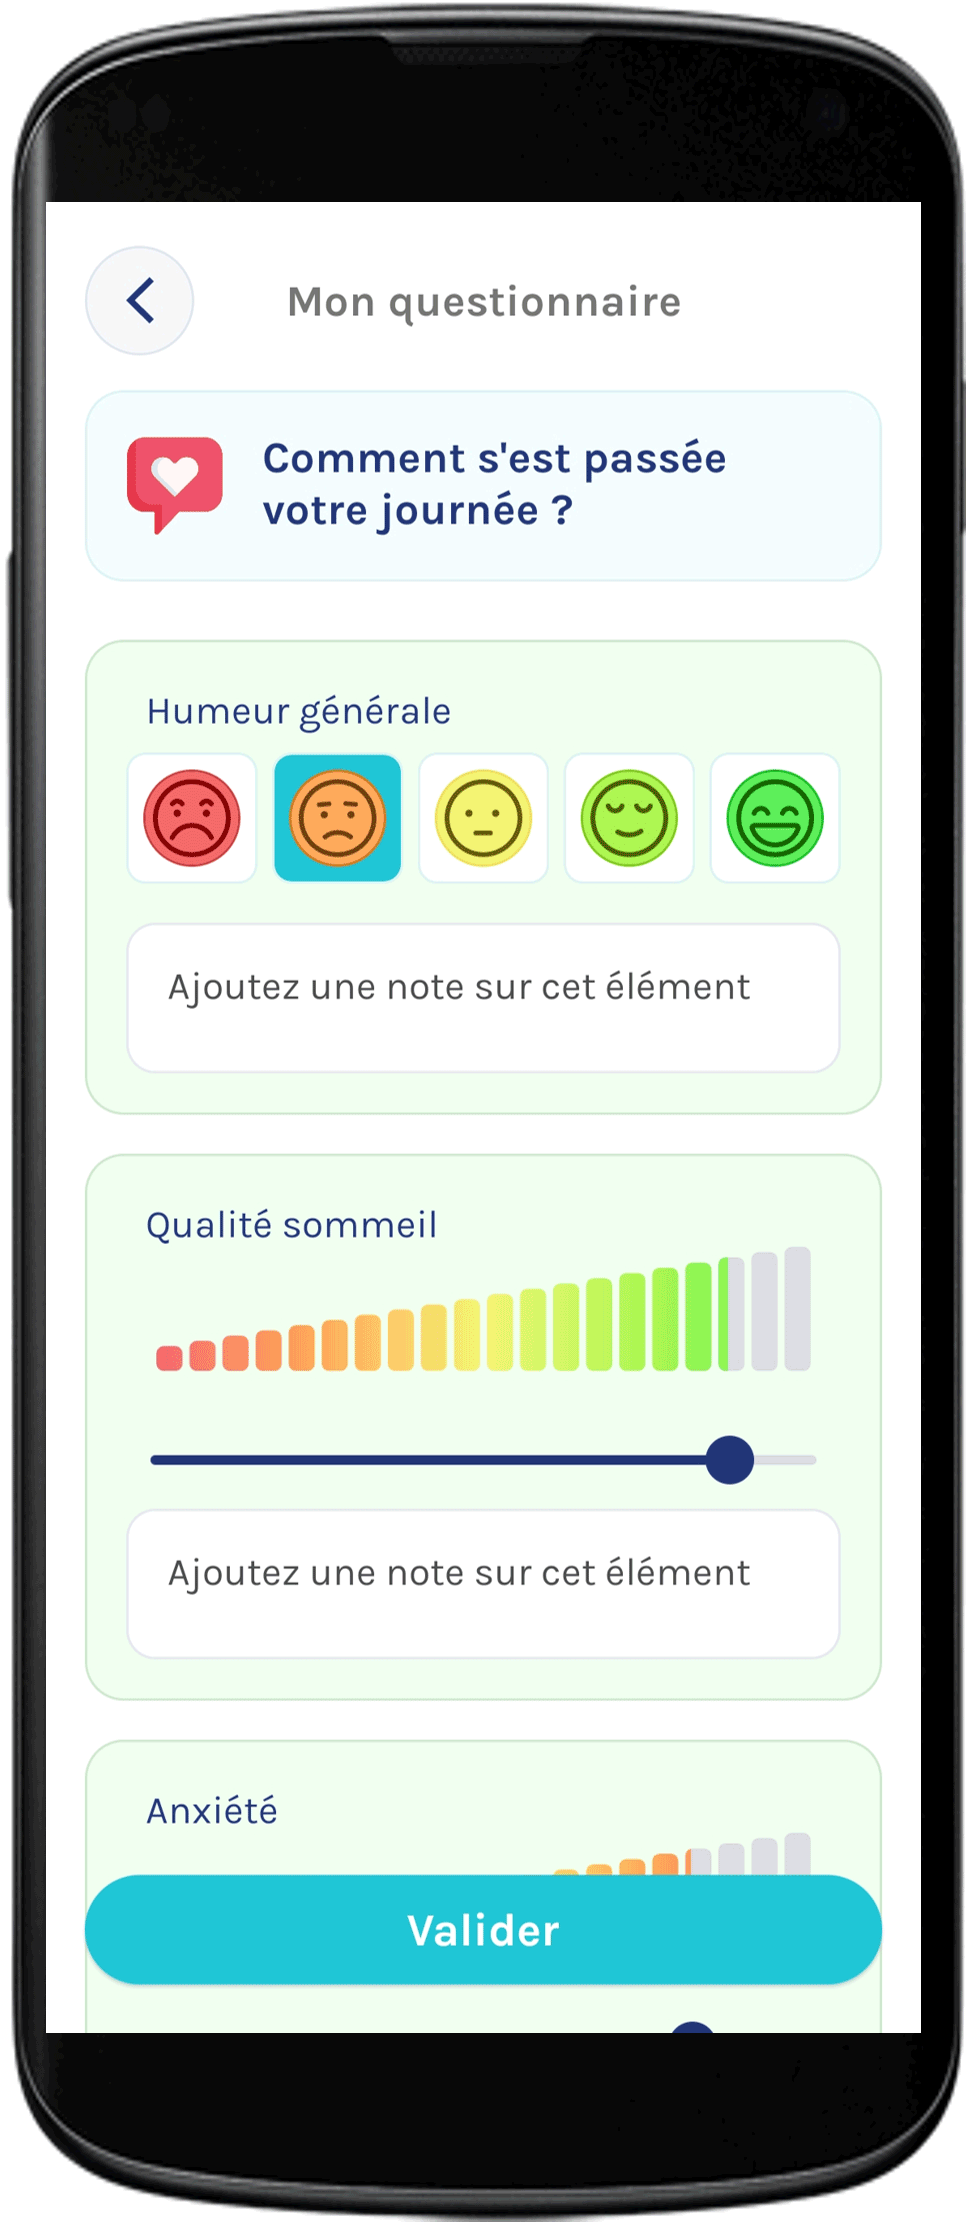 Mon questionnaire
Comment s'est passée
votre journée ?
Humeur générale
Ajoutez une note sur cet élément
Qualité sommeil
Ajoutez une note sur cet élément
Anxiété
Valider